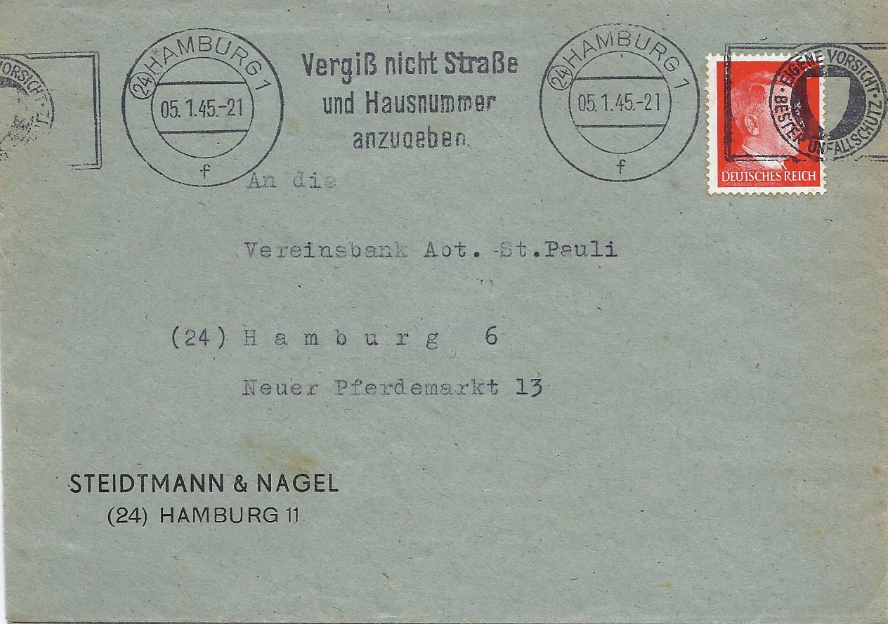 VORSICHT
(24) HAMBURG 1
05.1.45.-21
f
Vergiß nicht Straße
und Hausnummer
anzugeben.
(24) HAMBURG 1
05.1.45.-21
f
EIGENE VORSICHT · BESTER UNFALLSCHUTZ
DEUTSCHES REICH
An die
Vereinsbank Abt. St.Pauli
(24) H a m b u r g 6
Neuer Pferdemarkt 13
STEIDTMANN & NAGEL
(24) HAMBURG 11